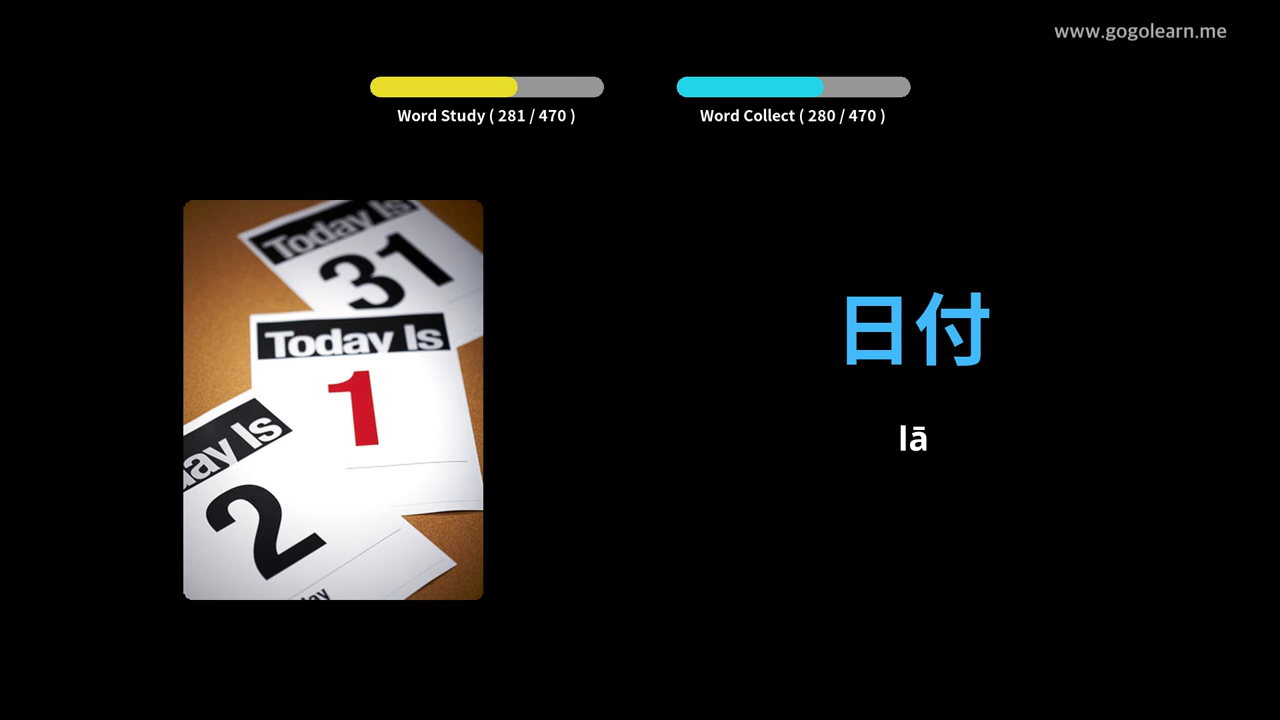 www.gogolearn.me
Word Study ( 281 / 470 )
Word Collect ( 280 / 470 )
Today Is
31
Today Is
1
ay Is
2
ay
日付
lā